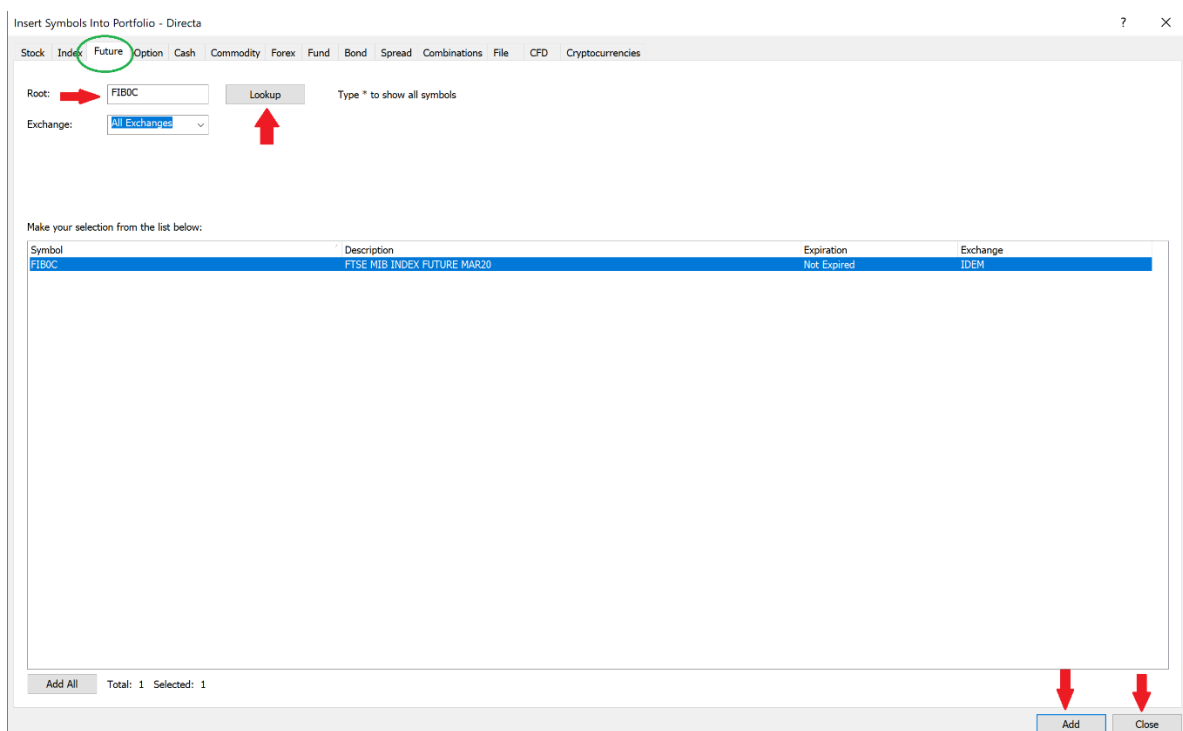 Insert Symbols Into Portfolio - Directa ? ×
Stock Index Future Option Cash Commodity Forex Fund Bond Spread Combinations File CFD Cryptocurrencies
Root: FIB0C Lookup Type * to show all symbols
Exchange: All Exchanges
Make your selection from the list below:
Symbol Description Expiration Exchange
FIB0C FTSE MIB INDEX FUTURE MAR20 Not Expired IDEM
Add All Total: 1 Selected: 1
Add Close